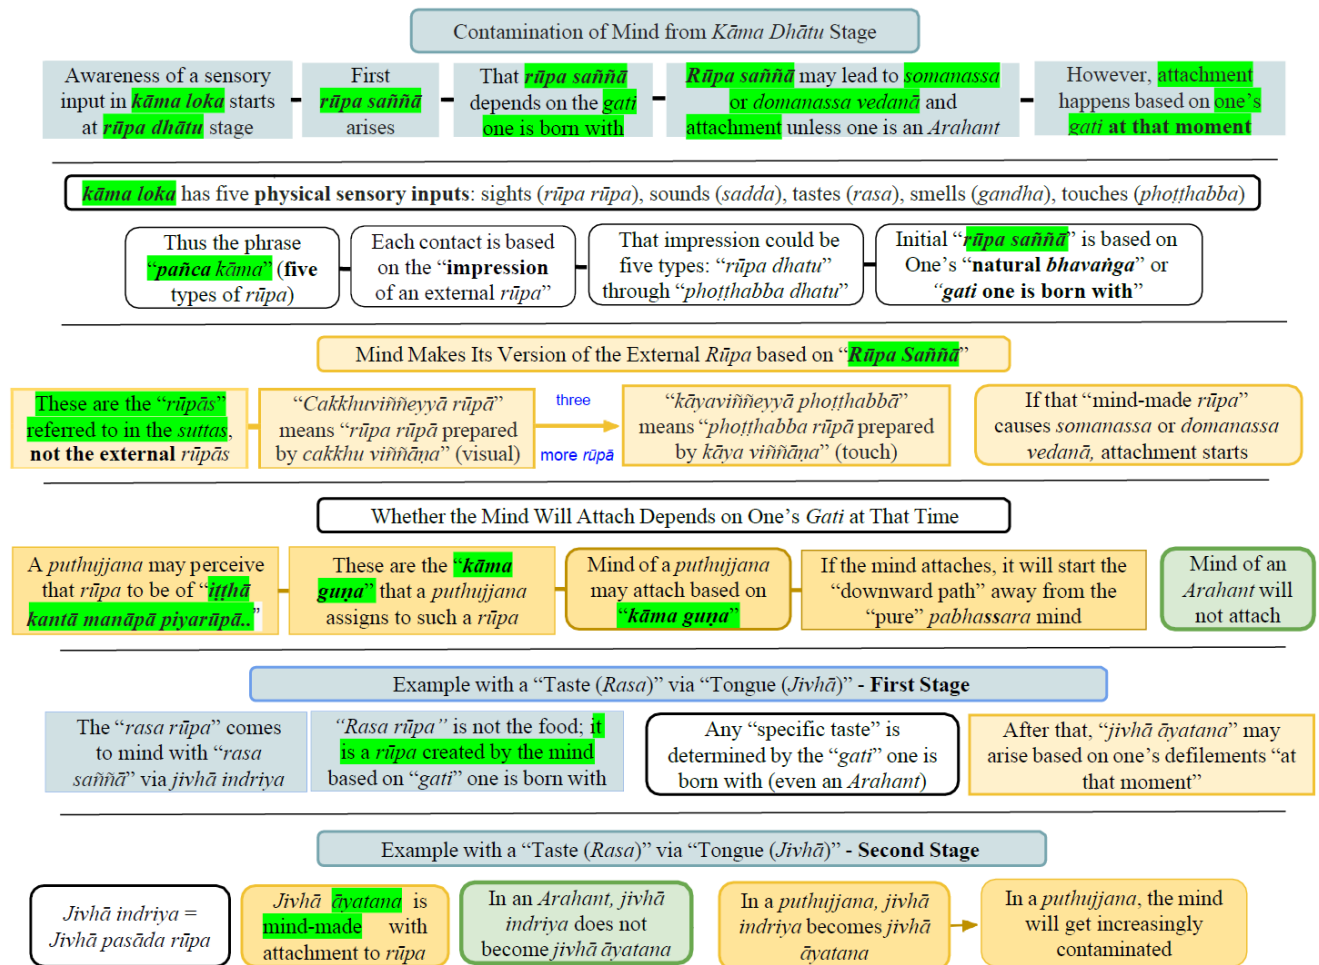 Contamination of Mind from Kāma Dhātu Stage
Awareness of a sensory
input in kāma loka starts
at rūpa dhātu stage
First
rūpa saññā
arises
That rūpa saññā
depends on the gati
one is born with
Rūpa saññā may lead to somanassa
or domanassa vedanā and
attachment unless one is an Arahant
However, attachment
happens based on one’s
gati at that moment
kāma loka has five physical sensory inputs: sights (rūpa rūpa), sounds (sadda), tastes (rasa), smells (gandha), touches (phoṭṭhabba)
Thus the phrase
“pañca kāma” (five
types of rūpa)
Each contact is based
on the “impression
of an external rūpa”
That impression could be
five types: “rūpa dhatu”
through “phoṭṭhabba dhatu”
Initial “rūpa saññā” is based on
One’s “natural bhavaṅga” or
“gati one is born with”
Mind Makes Its Version of the External Rūpa based on “Rūpa Saññā”
These are the “rūpās”
referred to in the suttas,
not the external rūpās
“Cakkhuviññeyyā rūpā”
means “rūpa rūpā prepared
by cakkhu viññāṇa” (visual)
three
more rūpā
“kāyaviññeyyā phoṭṭhabbā”
means “phoṭṭhabba rūpā prepared
by kāya viññāṇa” (touch)
If that “mind-made rūpa”
causes somanassa or domanassa
vedanā, attachment starts
Whether the Mind Will Attach Depends on One’s Gati at That Time
A puthujjana may perceive
that rūpa to be of “iṭṭhā
kantā manāpā piyarūpā..”
These are the “kāma
guṇa” that a puthujjana
assigns to such a rūpa
Mind of a puthujjana
may attach based on
“kāma guṇa”
If the mind attaches, it will start the
“downward path” away from the
“pure” pabhassara mind
Mind of an
Arahant will
not attach
Example with a “Taste (Rasa)” via “Tongue (Jivhā)” - First Stage
The “rasa rūpa” comes
to mind with “rasa
saññā” via jivhā indriya
“Rasa rūpa” is not the food; it
is a rūpa created by the mind
based on “gati” one is born with
Any “specific taste” is
determined by the “gati” one is
born with (even an Arahant)
After that, “jivhā āyatana” may
arise based on one’s defilements “at
that moment”
Example with a “Taste (Rasa)” via “Tongue (Jivhā)” - Second Stage
Jivhā indriya =
Jivhā pasāda rūpa
Jivhā āyatana is
mind-made with
attachment to rūpa
In an Arahant, jivhā
indriya does not
become jivhā āyatana
In a puthujjana, jivhā
indriya becomes jivhā
āyatana
In a puthujjana, the mind
will get increasingly
contaminated